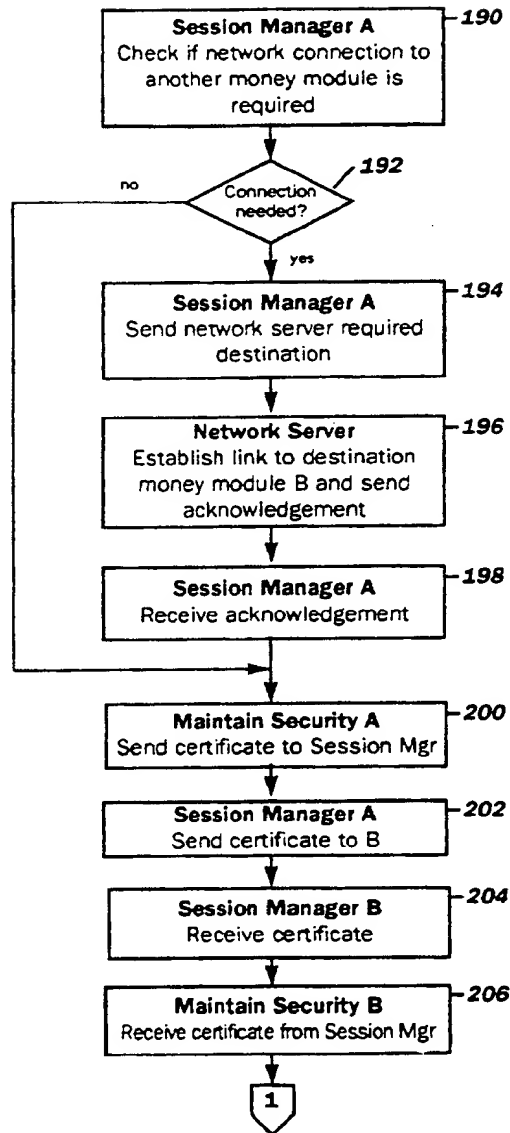 Session Manager A
190
Check if network connection to
another money module is
required
192
no
Connection
needed?
yes
Session Manager A
194
Send network server required
destination
Network Server
196
Establish link to destination
money module B and send
acknowledgement
Session Manager A
198
Receive acknowledgement
Maintain Security A
200
Send certificate to Session Mgr
Session Manager A
202
Send certificate to B
Session Manager B
204
Receive certificate
Maintain Security B
206
Receive certificate from Session Mgr
1